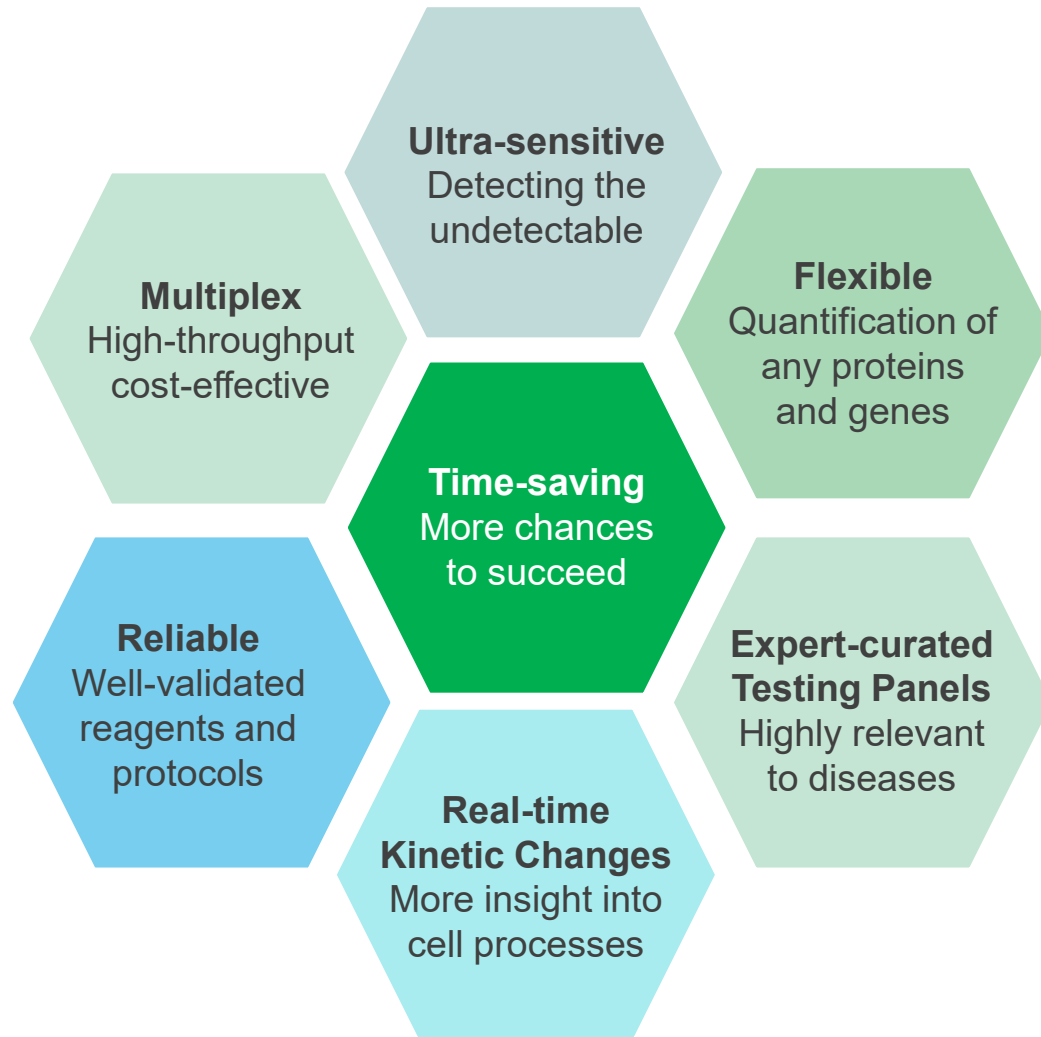 Ultra-sensitive
Detecting the
undetectable
Multiplex
High-throughput
cost-effective
Flexible
Quantification of
any proteins
and genes
Time-saving
More chances
to succeed
Reliable
Well-validated
reagents and
protocols
Expert-curated
Testing Panels
Highly relevant
to diseases
Real-time
Kinetic Changes
More insight into
cell processes